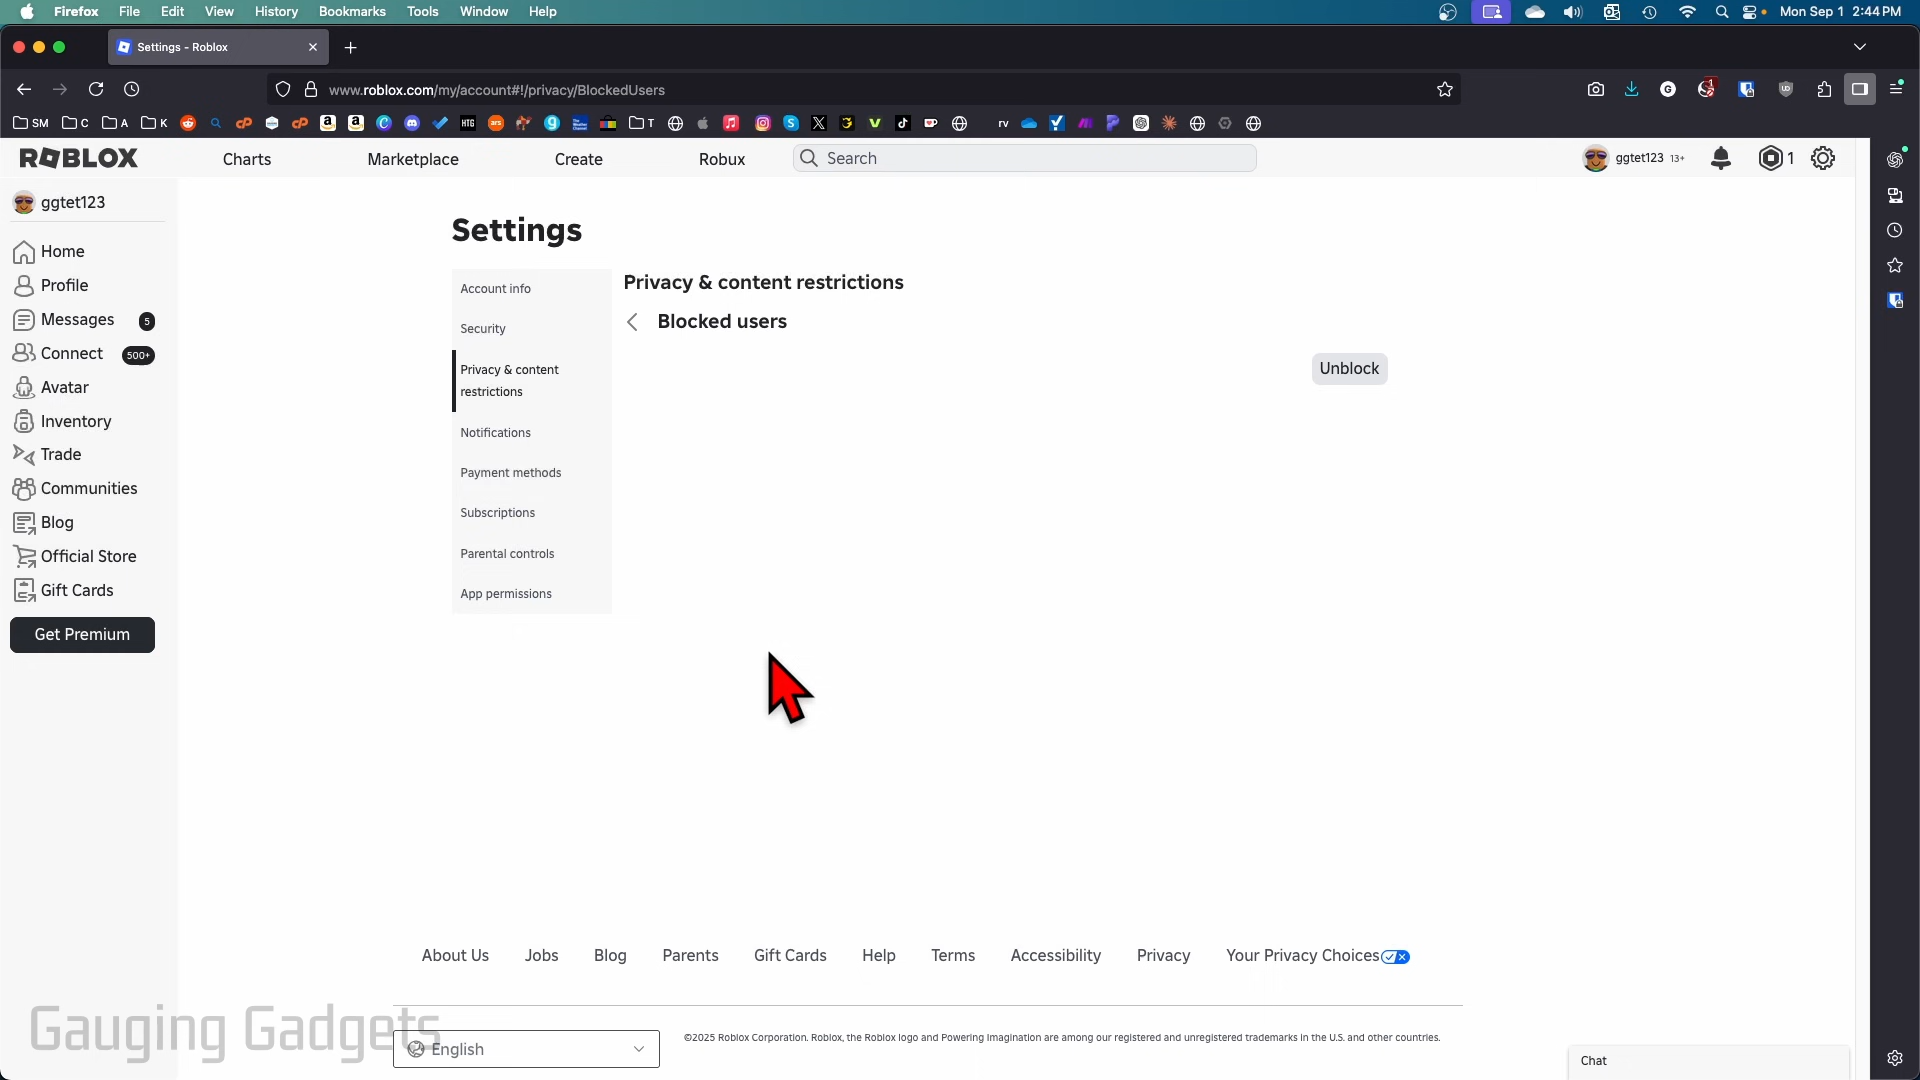 Firefox File Edit View History Bookmarks Tools Window Help Mon Sep 1 2:44 PM
Settings - Roblox
www.roblox.com/my/account#!/privacy/BlockedUsers
SM C A K T rv
ROBLOX Charts Marketplace Create Robux Search ggtet123 13+ 1
ggtet123
Home
Profile
Messages 5
Connect 500+
Avatar
Inventory
Trade
Communities
Blog
Official Store
Gift Cards
Get Premium
Settings
Account info
Security
Privacy & content
restrictions
Notifications
Payment methods
Subscriptions
Parental controls
App permissions
Privacy & content restrictions
Blocked users
Unblock
About Us Jobs Blog Parents Gift Cards Help Terms Accessibility Privacy Your Privacy Choices
Gauging Gadgets
English
©2025 Roblox Corporation. Roblox, the Roblox logo and Powering Imagination are among our registered and unregistered trademarks in the U.S. and other countries.
Chat